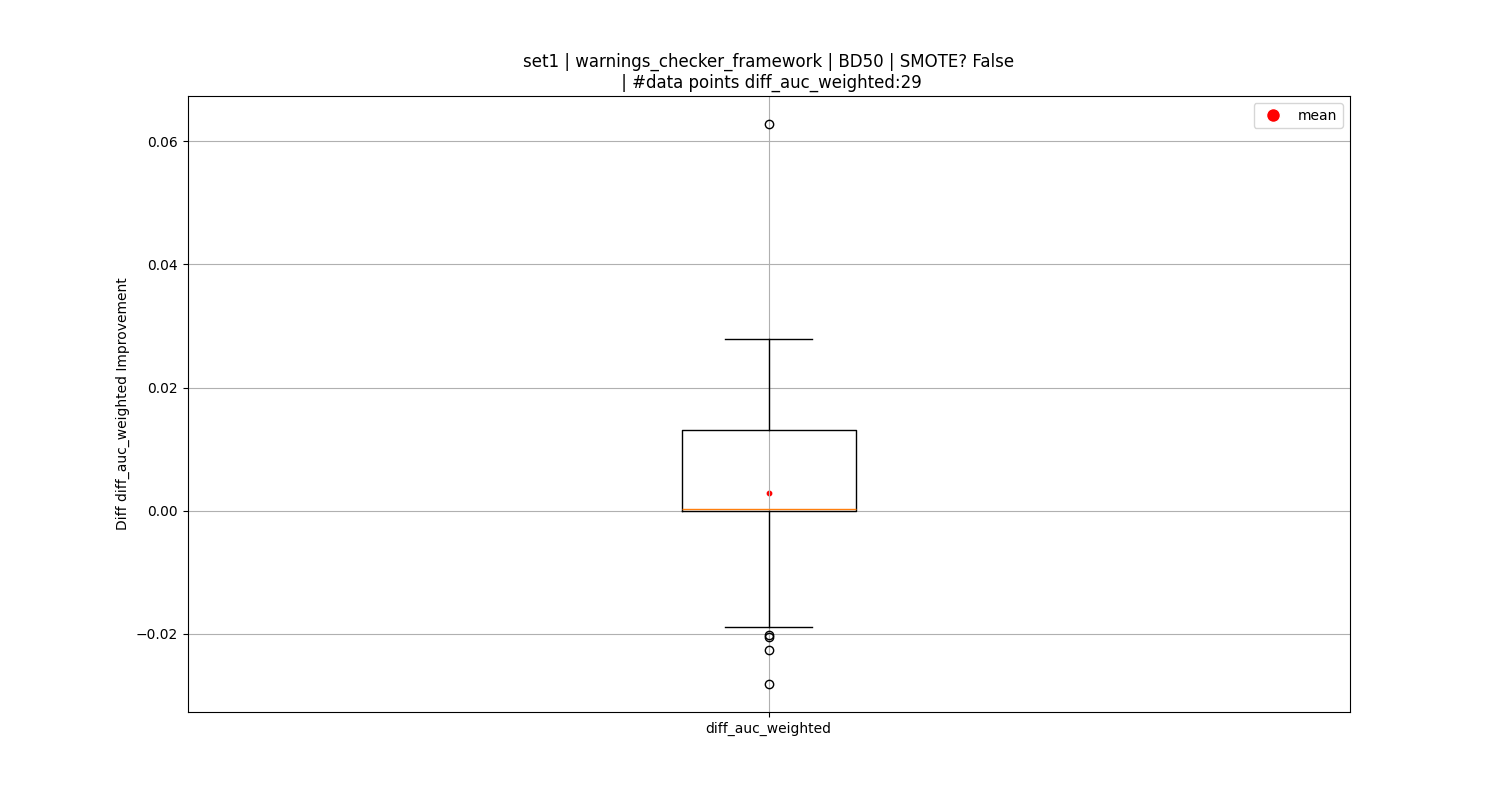 set1 | warnings_checker_framework | BD50 | SMOTE? False
| #data points diff_auc_weighted:29
mean
0.06
0.04
0.02
0.00
−0.02
Diff diff_auc_weighted Improvement
diff_auc_weighted